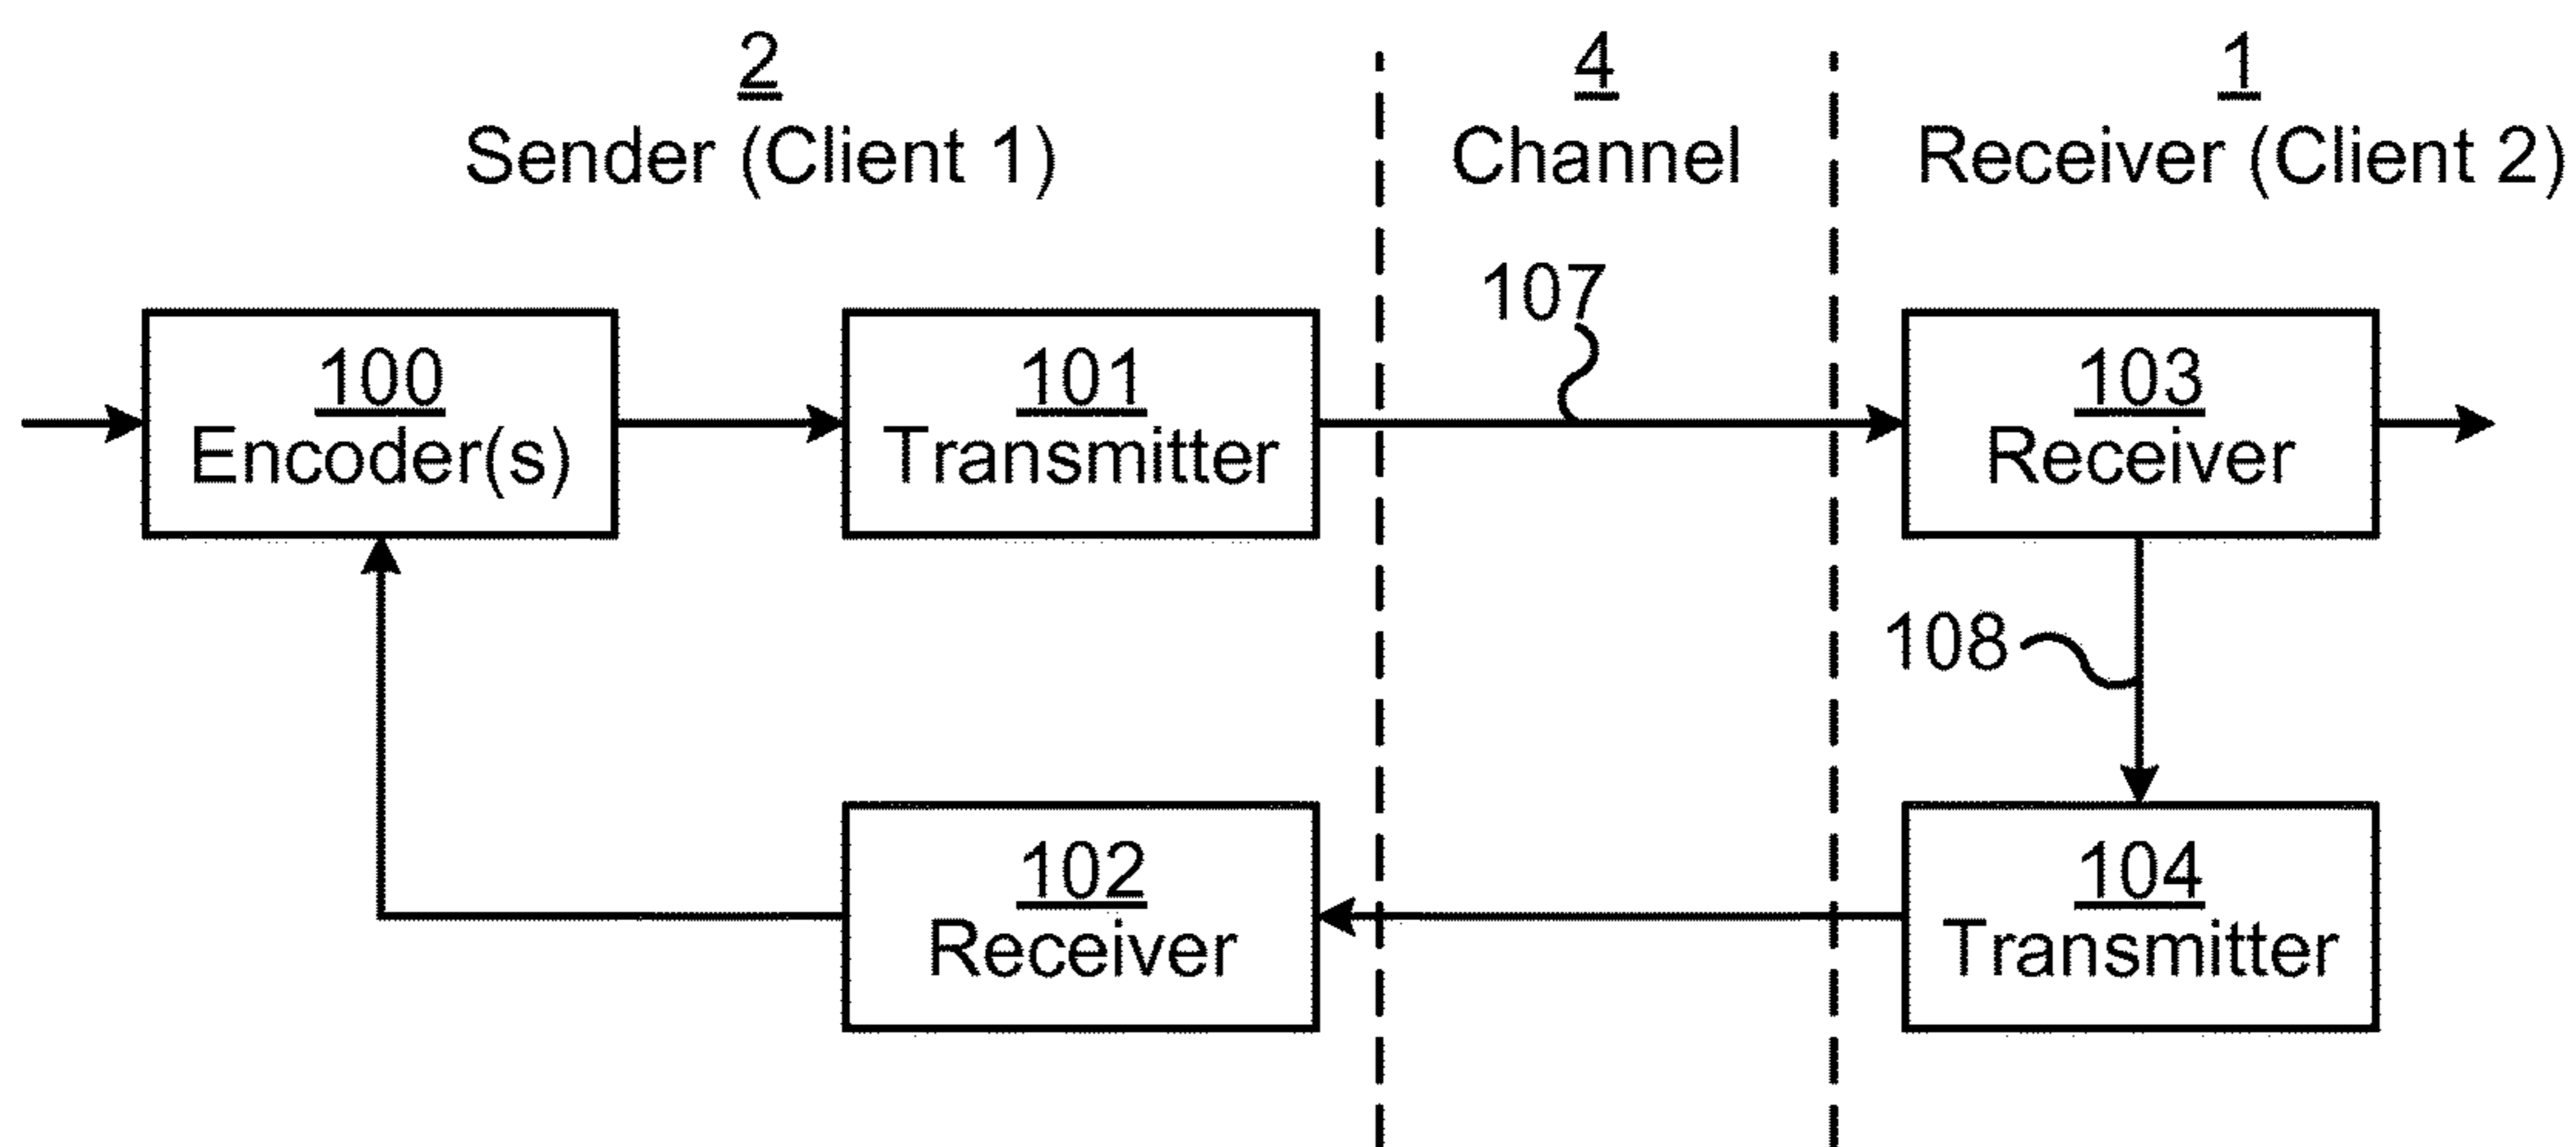 2
Sender (Client 1)
4
Channel
1
Receiver (Client 2)
107
100
Encoder(s)
101
Transmitter
103
Receiver
108
102
Receiver
104
Transmitter